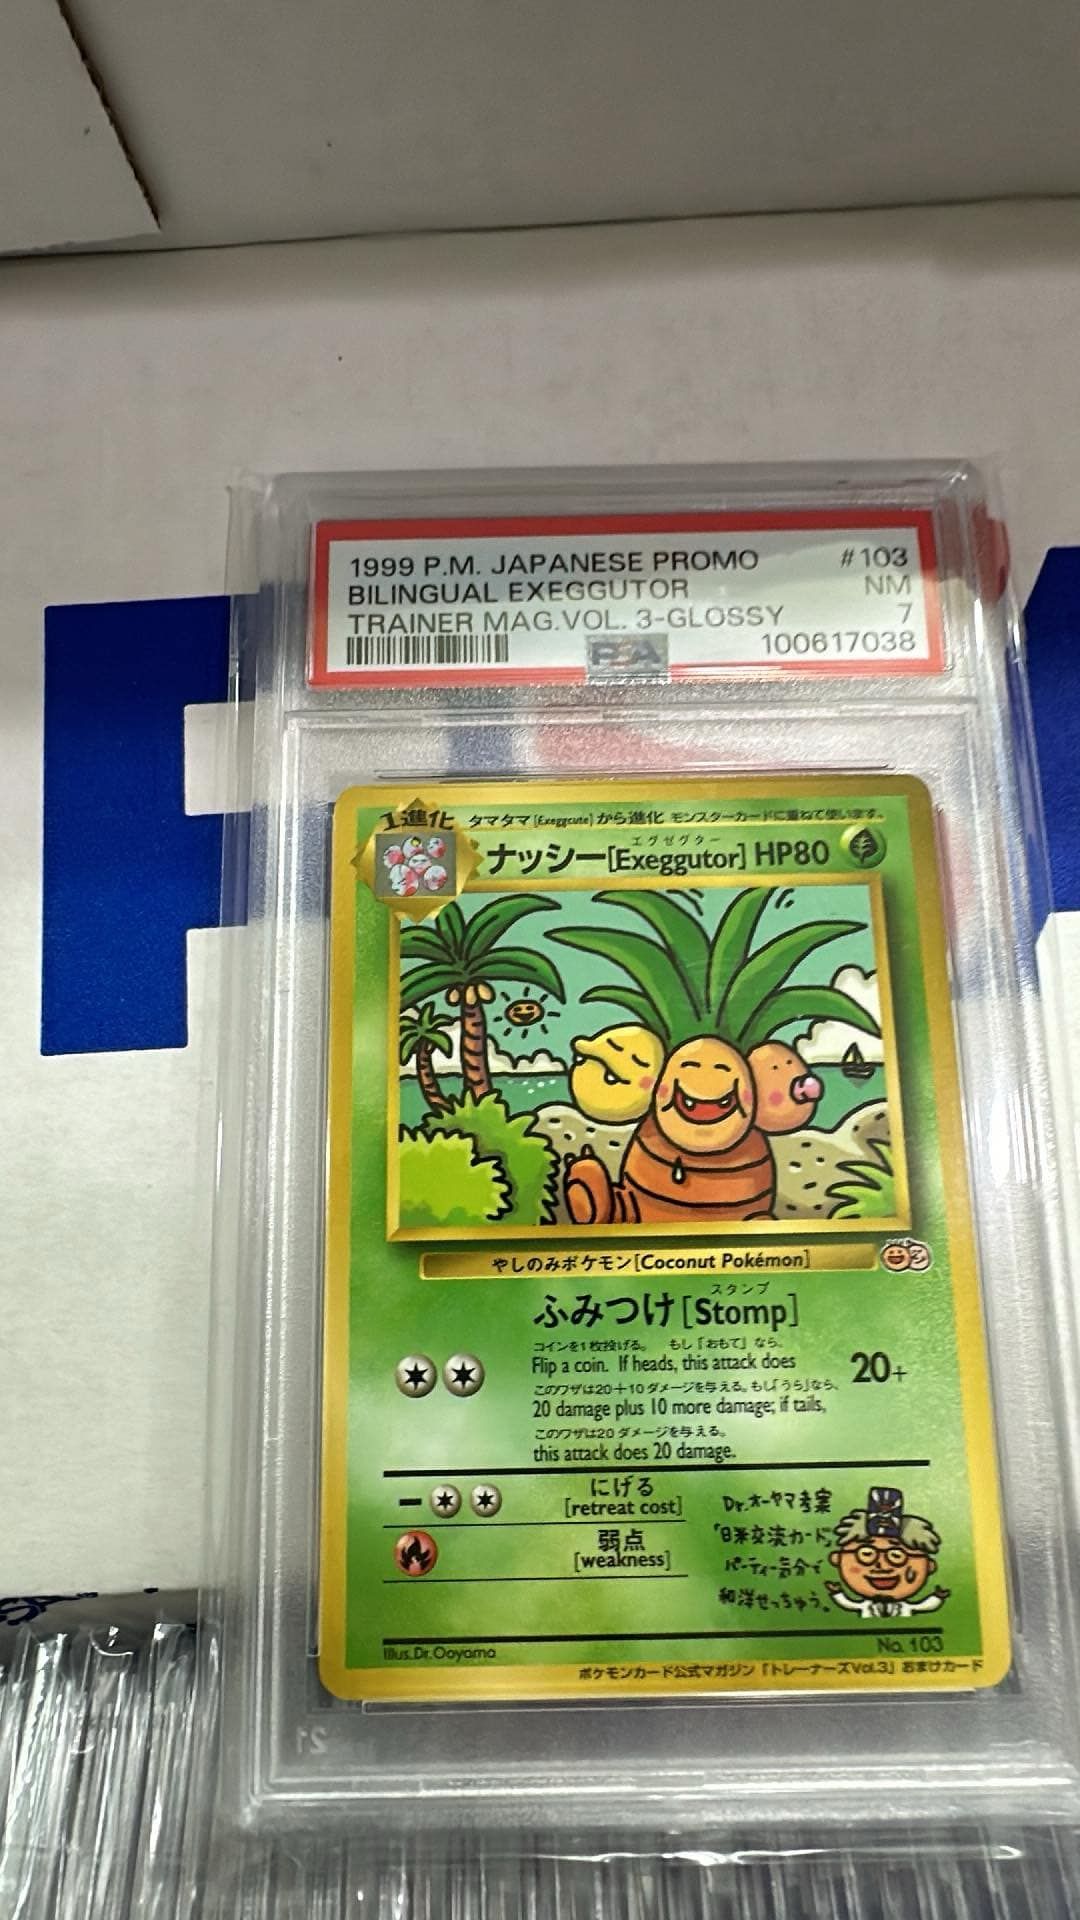 1999 P.M. JAPANESE PROMO #103
BILINGUAL EXEGGUTOR NM
TRAINER MAG.VOL. 3-GLOSSY 7
PSA 100617038
1進化 タマタマ[Exeggcute]から進化 モンスターカードに重ねて使います。
エグゼグター
ナッシー[Exeggutor] HP80
やしのみポケモン[Coconut Pokémon]
スタンプ
ふみつけ[Stomp]
コインを1枚投げる。 もし「おもて」なら、
Flip a coin. If heads, this attack does
20+
このワザは20+10ダメージを与える。もし「うら」なら、
20 damage plus 10 more damage; if tails,
このワザは20ダメージを与える。
this attack does 20 damage.
にげる
[retreat cost]
弱点
[weakness]
Dr.オーヤマ考案
「日米交流カード」
パーティー気分で
和洋せっちゅう。
Illus.Dr.Ooyama
No. 103
ポケモンカード公式マガジン「トレーナーズVol.3」おまけカード
21